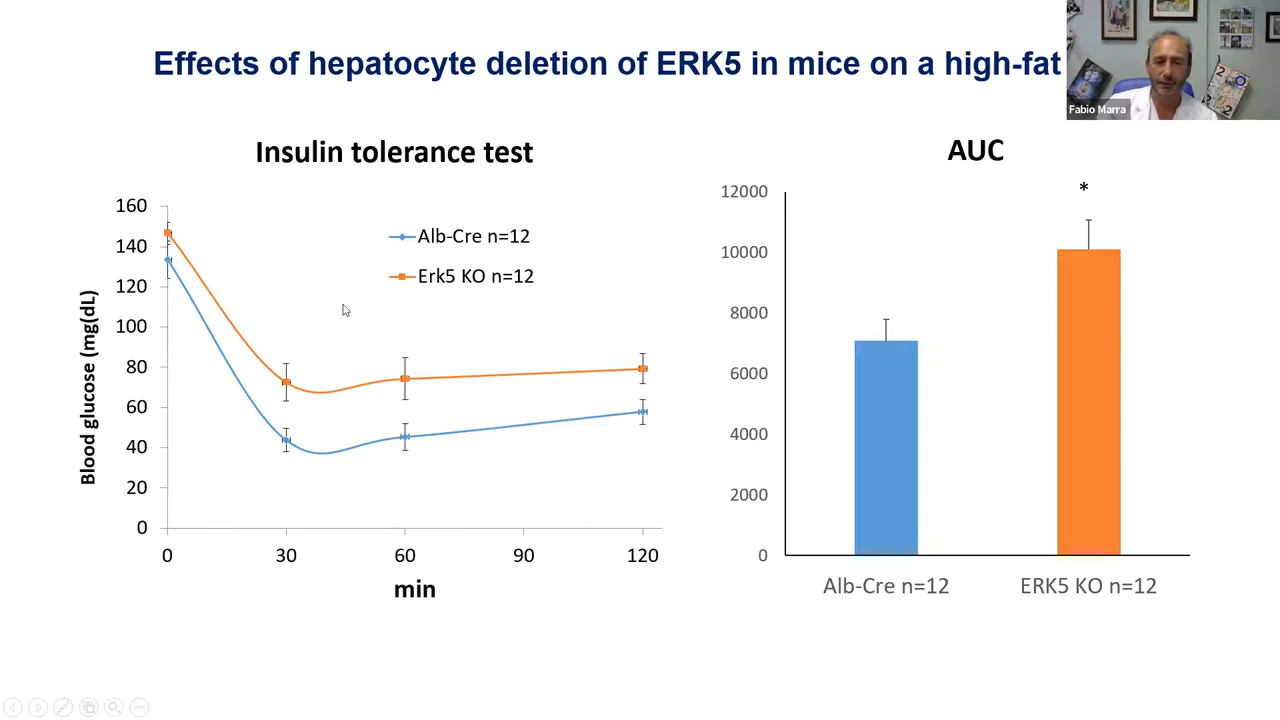 Effects of hepatocyte deletion of ERK5 in mice on a high-fat
Fabio Marra
Insulin tolerance test
160
140
120
100
80
60
40
20
0
Blood glucose (mg(dL)
Alb-Cre n=12
Erk5 KO n=12
0 30 60 90 120
min
AUC
*
12000
10000
8000
6000
4000
2000
0
Alb-Cre n=12 ERK5 KO n=12